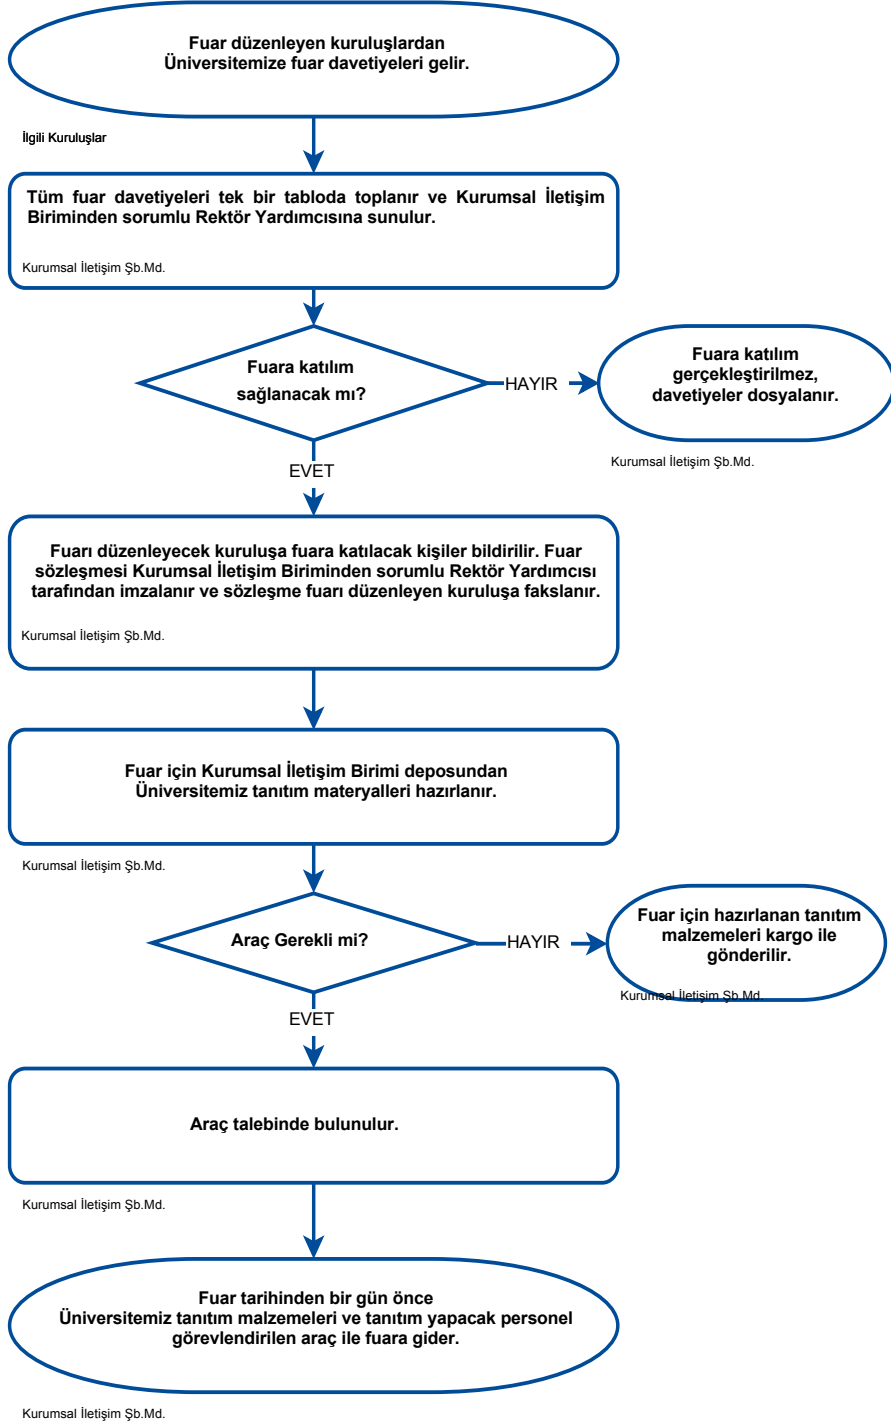 Fuar düzenleyen kuruluşlardan
Üniversitemize fuar davetiyeleri gelir.
İlgili Kuruluşlar
Tüm fuar davetiyeleri tek bir tabloda toplanır ve Kurumsal İletişim
Biriminden sorumlu Rektör Yardımcısına sunulur.
Kurumsal İletişim Şb.Md.
Fuara katılım
sağlanacak mı?
HAYIR
Fuara katılım
gerçekleştirilmez,
davetiyeler dosyalanır.
Kurumsal İletişim Şb.Md.
EVET
Fuarı düzenleyecek kuruluşa fuara katılacak kişiler bildirilir. Fuar
sözleşmesi Kurumsal İletişim Biriminden sorumlu Rektör Yardımcısı
tarafından imzalanır ve sözleşme fuarı düzenleyen kuruluşa fakslanır.
Kurumsal İletişim Şb.Md.
Fuar için Kurumsal İletişim Birimi deposundan
Üniversitemiz tanıtım materyalleri hazırlanır.
Kurumsal İletişim Şb.Md.
Araç Gerekli mi?
HAYIR
Fuar için hazırlanan tanıtım
malzemeleri kargo ile
gönderilir.
Kurumsal İletişim Şb.Md.
EVET
Araç talebinde bulunulur.
Kurumsal İletişim Şb.Md.
Fuar tarihinden bir gün önce
Üniversitemiz tanıtım malzemeleri ve tanıtım yapacak personel
görevlendirilen araç ile fuara gider.
Kurumsal İletişim Şb.Md.